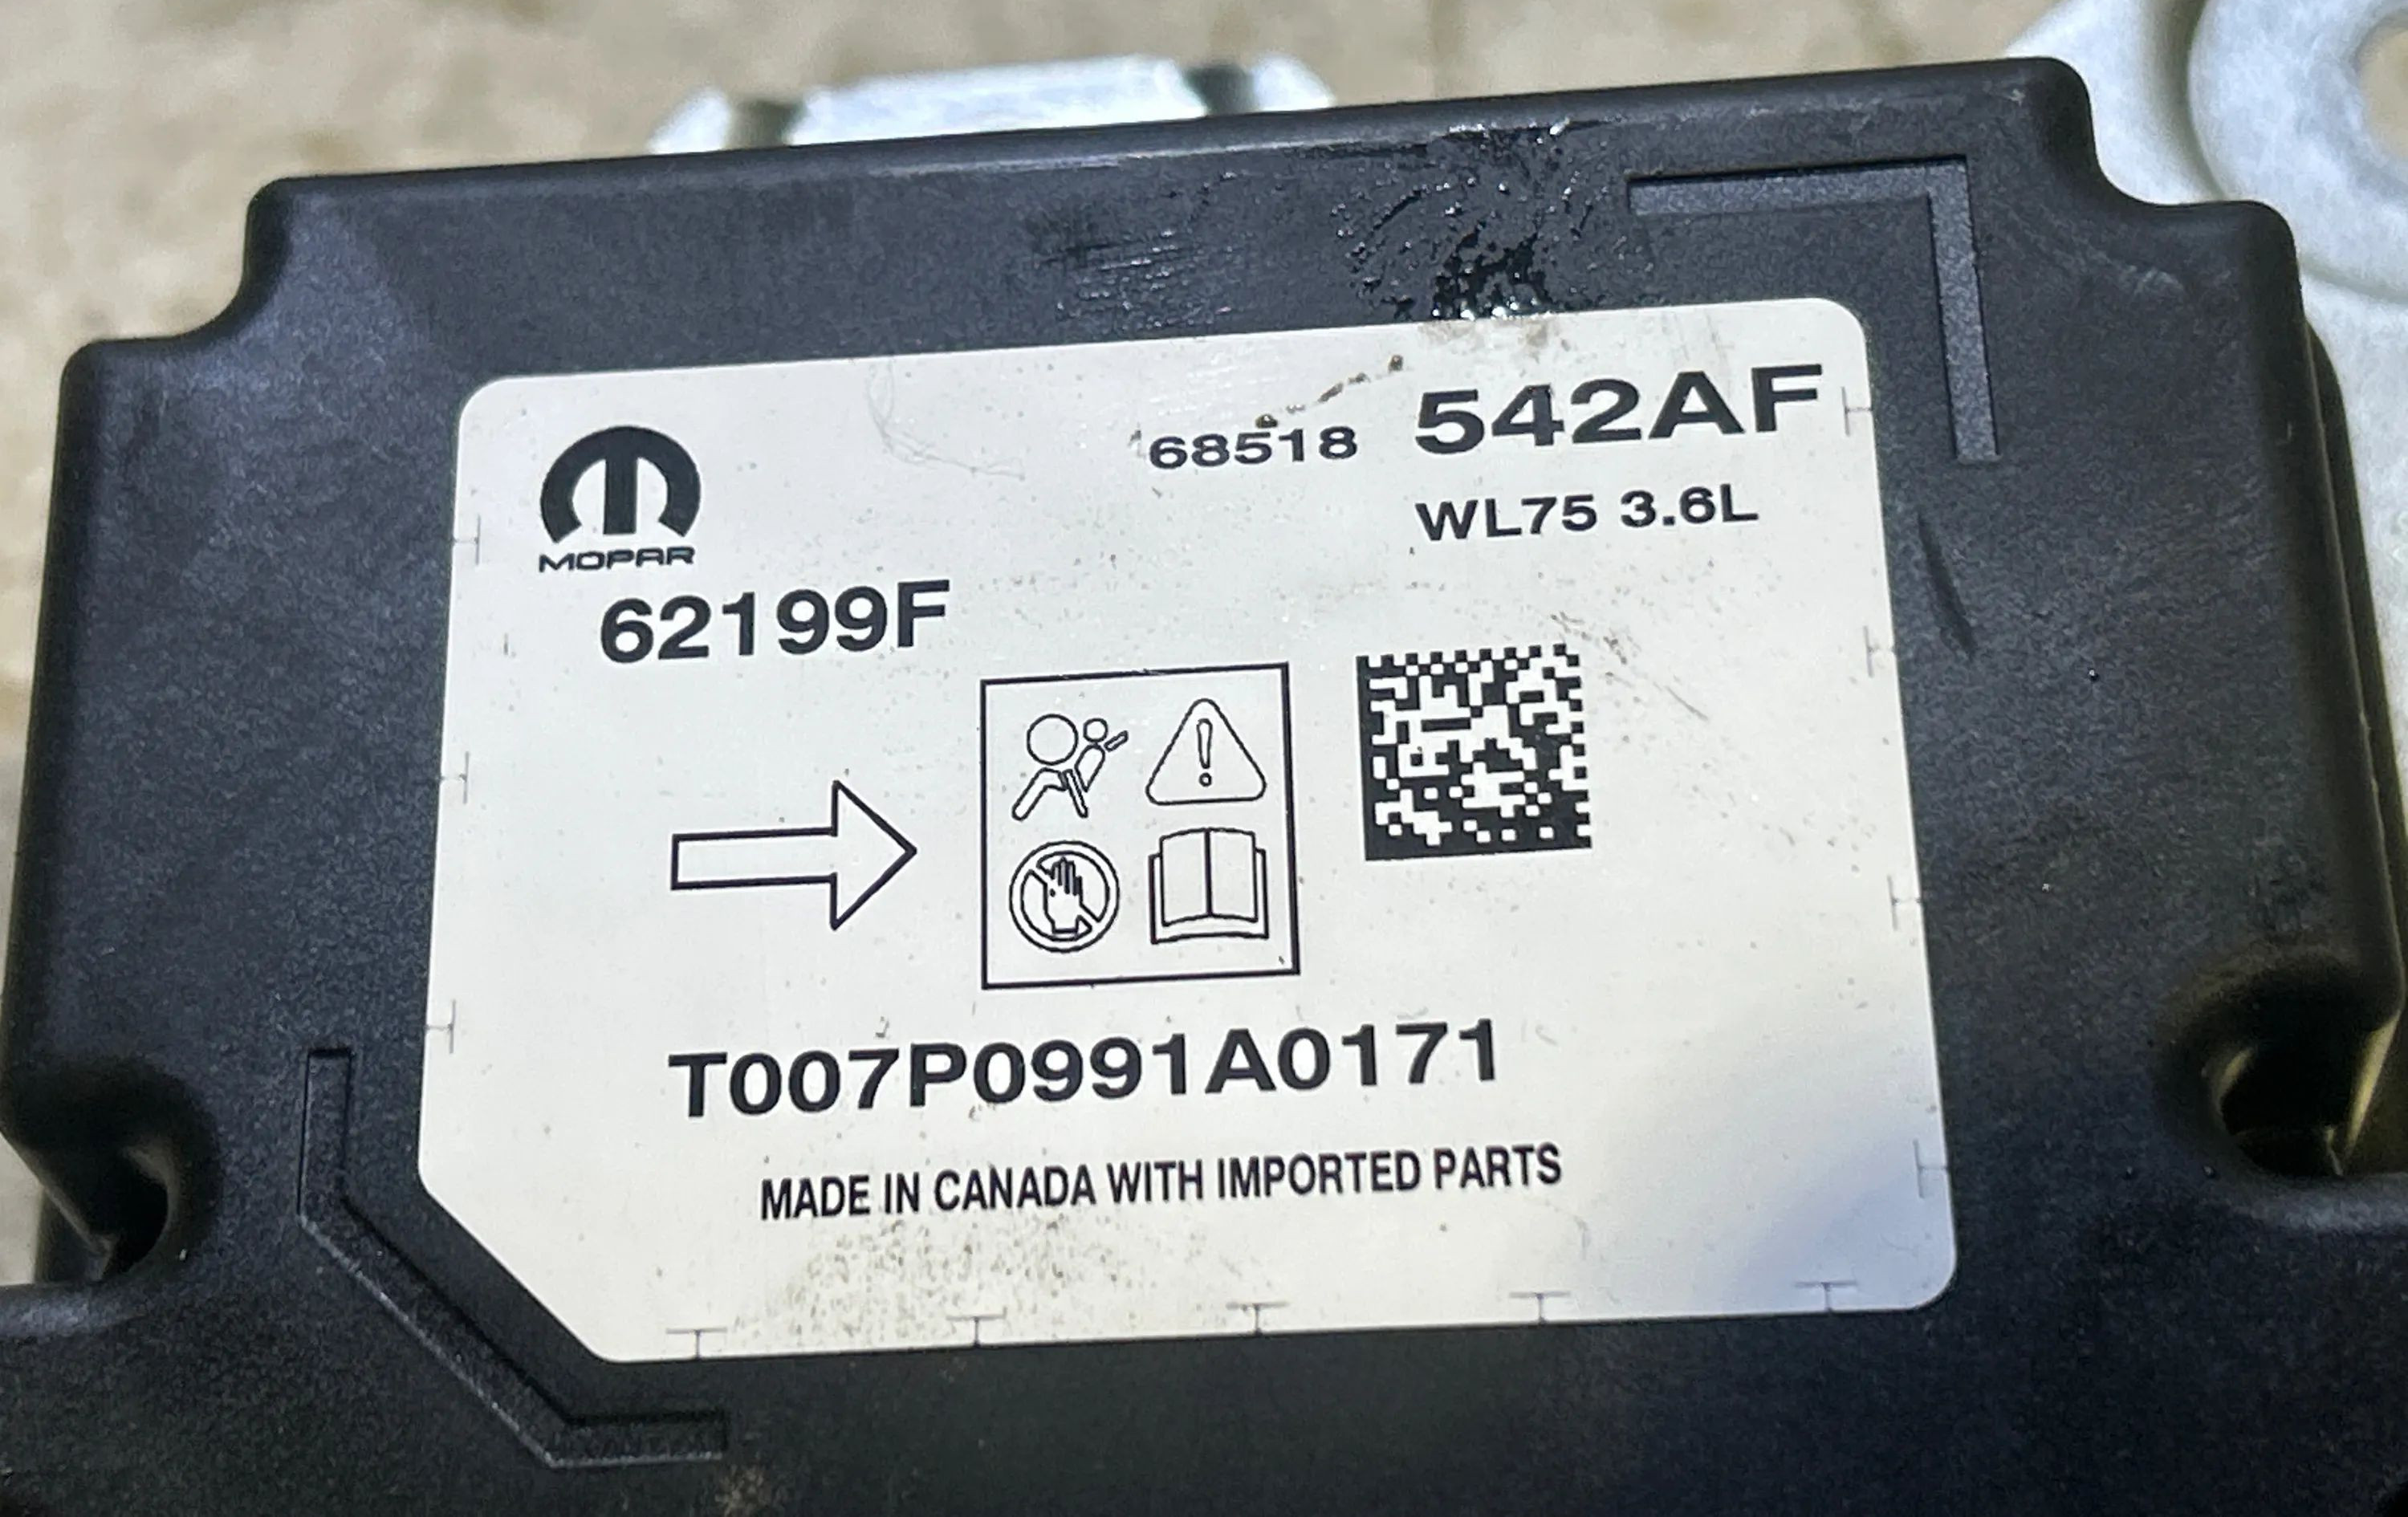 68518 542AF
WL75 3.6L
MOPAR
62199F
T007P0991A0171
MADE IN CANADA WITH IMPORTED PARTS